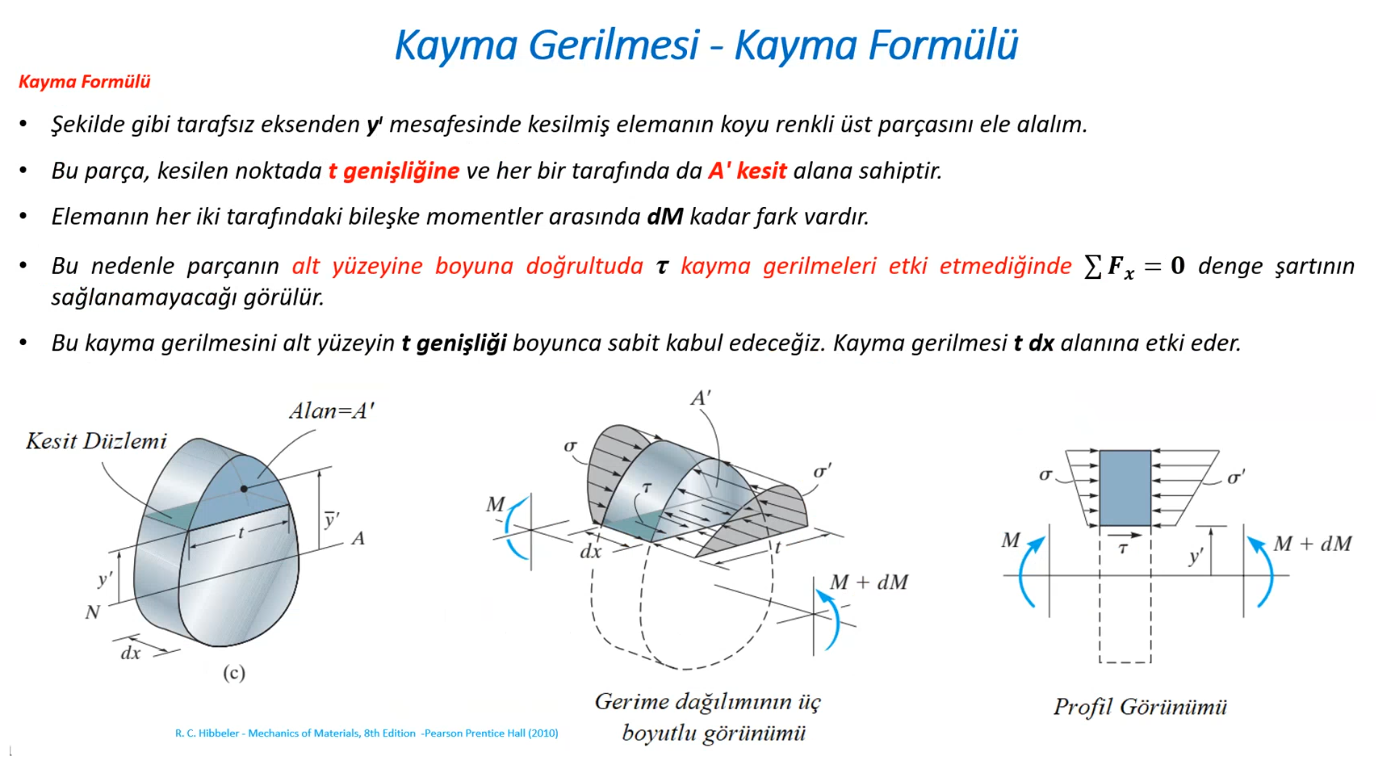 Kayma Gerilmesi - Kayma Formülü
Kayma Formülü
• Şekilde gibi tarafsız eksenden y' mesafesinde kesilmiş elemanın koyu renkli üst parçasını ele alalım.
• Bu parça, kesilen noktada t genişliğine ve her bir tarafında da A' kesit alana sahiptir.
• Elemanın her iki tarafındaki bileşke momentler arasında dM kadar fark vardır.
• Bu nedenle parçanın alt yüzeyine boyuna doğrultuda τ kayma gerilmeleri etki etmediğinde ∑ Fₓ = 0 denge şartının
sağlanamayacağı görülür.
• Bu kayma gerilmesini alt yüzeyin t genişliği boyunca sabit kabul edeceğiz. Kayma gerilmesi t dx alanına etki eder.
Alan=A'
Kesit Düzlemi
t
ȳ'
A
y'
N
dx
(c)
A'
σ
σ'
τ
M
dx
t
M + dM
Gerime dağılımının üç
boyutlu görünümü
σ
σ'
M
τ
y'
M + dM
Profil Görünümü
R. C. Hibbeler - Mechanics of Materials, 8th Edition -Pearson Prentice Hall (2010)